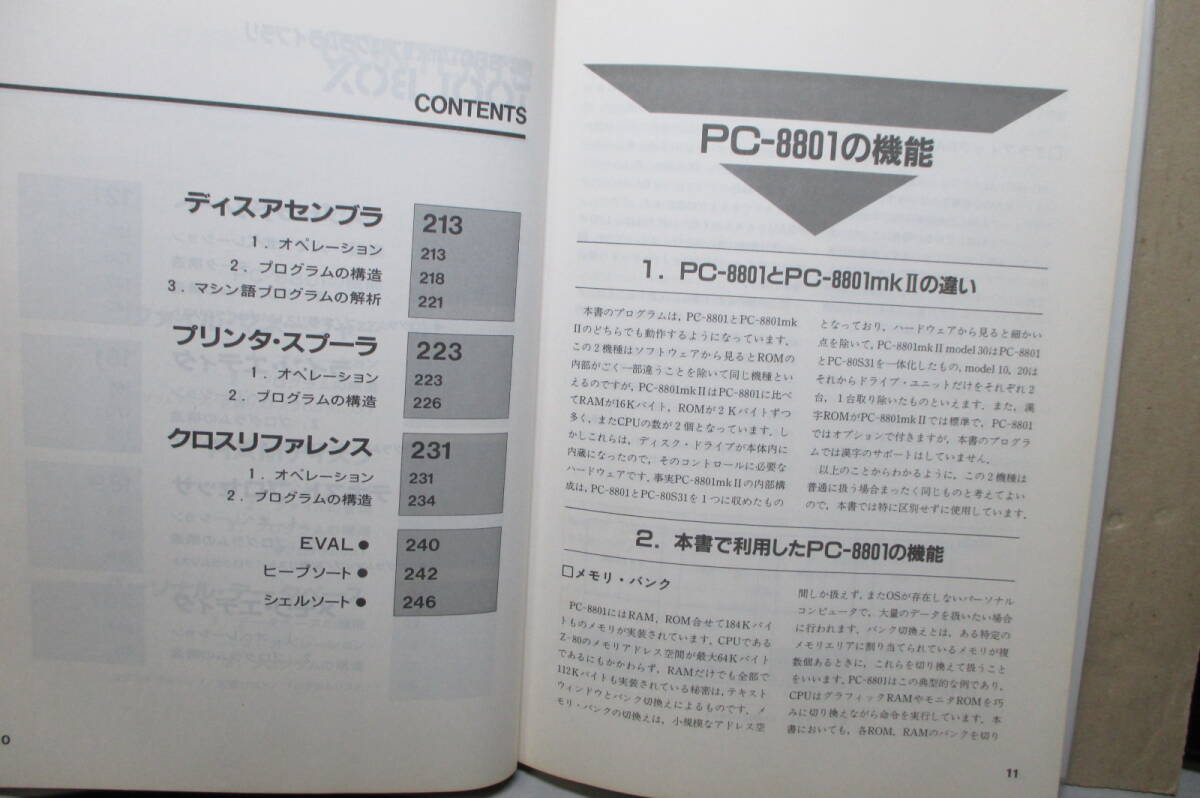 CONTENTS
ディスアセンブラ 213
1．オペレーション 213
2．プログラムの構造 218
3．マシン語プログラムの解析 221
プリンタ・スプーラ 223
1．オペレーション 223
2．プログラムの構造 226
クロスリファレンス 231
1．オペレーション 231
2．プログラムの構造 234
EVAL● 240
ヒープソート● 242
シェルソート● 246
PC-8801の機能
1．PC-8801とPC-8801mkⅡの違い
本書のプログラムは，PC-8801とPC-8801mk
Ⅱのどちらでも動作するようになっています．
この2機種はソフトウェアから見るとROMの
内部がごく一部違うことを除いて同じ機種とい
えるのですが，PC-8801mkⅡはPC-8801に比べ
てRAMが16Kバイト，ROMが2Kバイトずつ
多く，またCPUの数が2個となっています．し
かしこれらは，ディスク・ドライブが本体内に
内蔵になったので，そのコントロールに必要な
ハードウェアです．事実PC-8801mkⅡの内部構
成は，PC-8801とPC-80S31を1つに収めたもの
となっており，ハードウェアから見ると細かい
点を除いて，PC-8801mkⅡ model 30はPC-8801
とPC-80S31を一体化したもの，model 10，20は
それからドライブ・ユニットだけをそれぞれ2
台，1台取り除いたものといえます．また，漢
字ROMがPC-8801mkⅡでは標準で，PC-8801
ではオプションで付きますが，本書のプログラ
ムでは漢字のサポートはしていません．
以上のことからわかるように，この2機種は
普通に扱う場合まったく同じものと考えてよい
ので，本書では特に区別せずに使用しています．
2．本書で利用したPC-8801の機能
□メモリ・バンク
PC-8801にはRAM，ROM合せて184Kバイ
トものメモリが実装されています．CPUである
Z-80のメモリアドレス空間が最大64Kバイト
であるにもかかわらず，RAMだけでも全部で
112Kバイトも実装されている秘密は，テキスト
ウィンドウとバンク切換えによるものです．メ
モリ・バンクの切換えは，小規模なアドレス空
間しか扱えず，またOSが存在しないパーソナル
コンピュータで，大量のデータを扱いたい場合
に行われます．バンク切換えとは，ある特定の
メモリエリアに割り当てられているメモリが複
数個あるときに，これらを切り換えて扱うこと
をいいます．PC-8801はこの典型的な例であり，
CPUはグラフィックRAMやモニタROMを巧
みに切り換えながら命令を実行しています．本
書においても，各ROM，RAMのバンクを切り
11